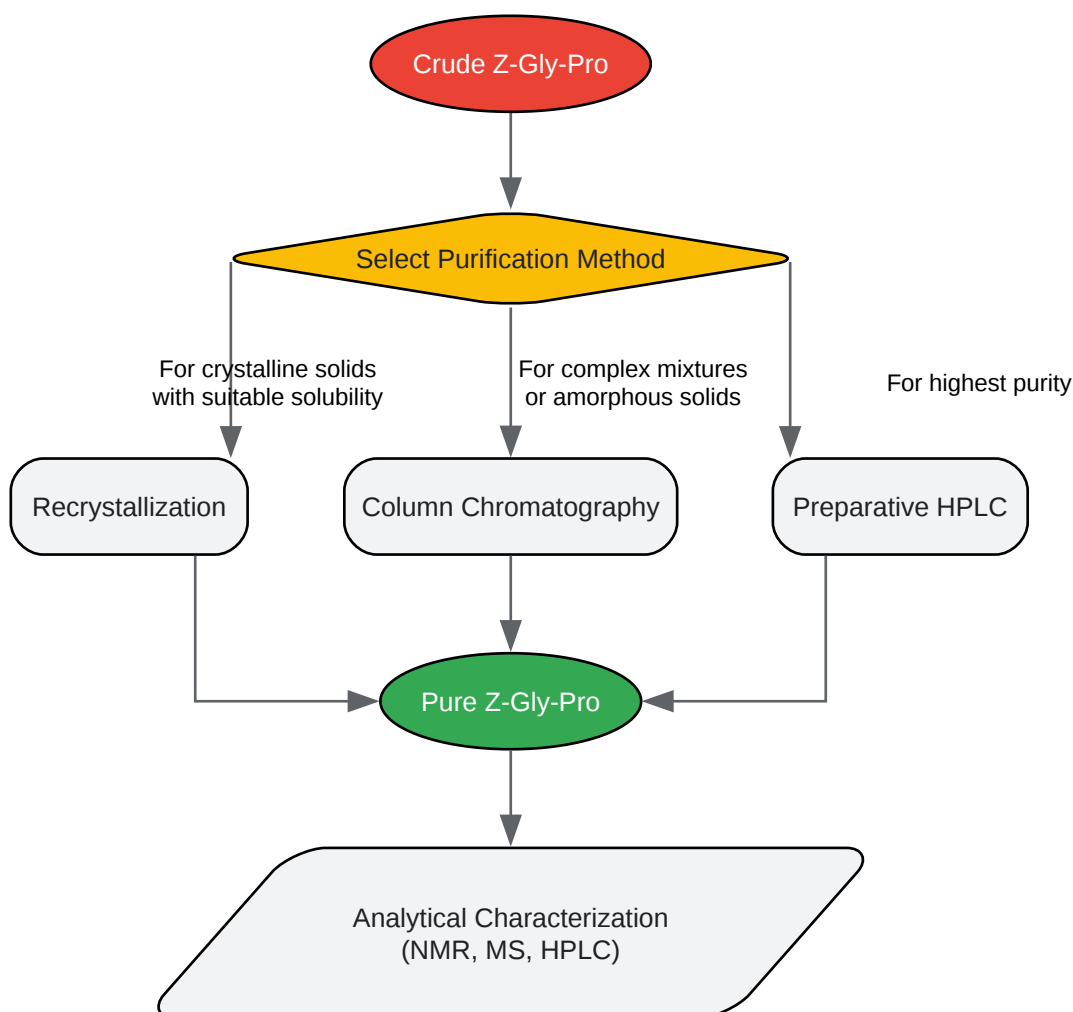 Crude Z-Gly-Pro
Select Purification Method
For crystalline solids
with suitable solubility
For complex mixtures
or amorphous solids
For highest purity
Recrystallization
Column Chromatography
Preparative HPLC
Pure Z-Gly-Pro
Analytical Characterization
(NMR, MS, HPLC)